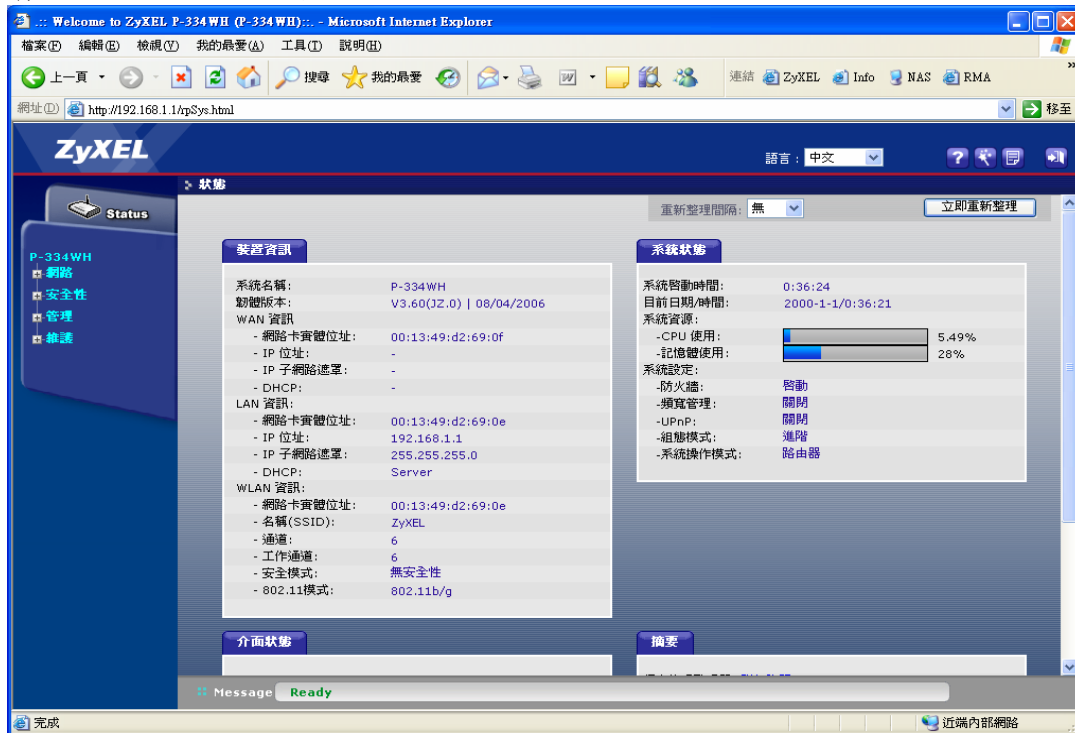 .:: Welcome to ZyXEL P-334WH (P-334WH)::. - Microsoft Internet Explorer
檔案(F) 編輯(E) 檢視(V) 我的最愛(A) 工具(T) 說明(H)
上一頁 搜尋 我的最愛 連結 ZyXEL Info NAS RMA »
網址(D) http://192.168.1.1/rpSys.html 移至
ZyXEL
語言 : 中文
> 狀態
Status
重新整理間隔: 無 立即重新整理
P-334WH
網路
安全性
管理
維護
裝置資訊
系統名稱: P-334WH
韌體版本: V3.60(JZ.0) | 08/04/2006
WAN 資訊
- 網路卡實體位址: 00:13:49:d2:69:0f
- IP 位址: -
- IP 子網路遮罩: -
- DHCP: -
LAN 資訊:
- 網路卡實體位址: 00:13:49:d2:69:0e
- IP 位址: 192.168.1.1
- IP 子網路遮罩: 255.255.255.0
- DHCP: Server
WLAN 資訊:
- 網路卡實體位址: 00:13:49:d2:69:0e
- 名稱(SSID): ZyXEL
- 通道: 6
- 工作通道: 6
- 安全模式: 無安全性
- 802.11模式: 802.11b/g
系統狀態
系統啓動時間: 0:36:24
目前日期/時間: 2000-1-1/0:36:21
系統資源:
-CPU 使用: 5.49%
-記憶體使用: 28%
系統設定:
-防火牆: 啓動
-頻寬管理: 關閉
-UPnP: 關閉
-組態模式: 進階
-系統操作模式: 路由器
介面狀態
摘要
Message Ready
完成 近端內部網路